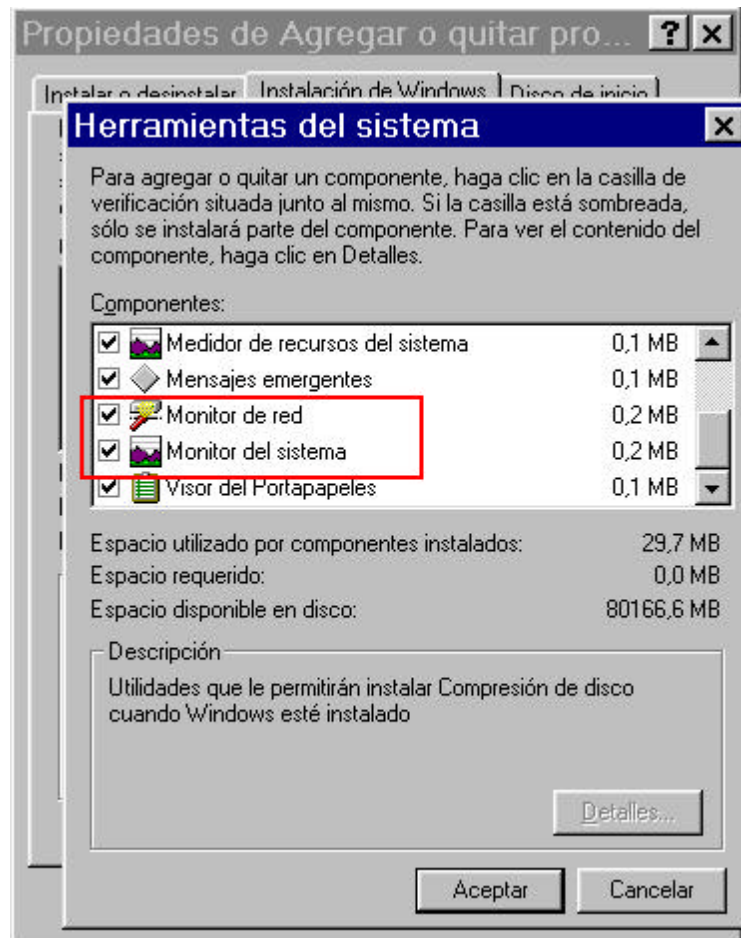 Propiedades de Agregar o quitar pro...
Instalar o desinstalar Instalación de Windows Disco de inicio
Herramientas del sistema
Para agregar o quitar un componente, haga clic en la casilla de
verificación situada junto al mismo. Si la casilla está sombreada,
sólo se instalará parte del componente. Para ver el contenido del
componente, haga clic en Detalles.
Componentes:
Medidor de recursos del sistema 0,1 MB
Mensajes emergentes 0,1 MB
Monitor de red 0,2 MB
Monitor del sistema 0,2 MB
Visor del Portapapeles 0,1 MB
Espacio utilizado por componentes instalados: 29,7 MB
Espacio requerido: 0,0 MB
Espacio disponible en disco: 80166,6 MB
Descripción
Utilidades que le permitirán instalar Compresión de disco
cuando Windows esté instalado
Detalles...
Aceptar Cancelar